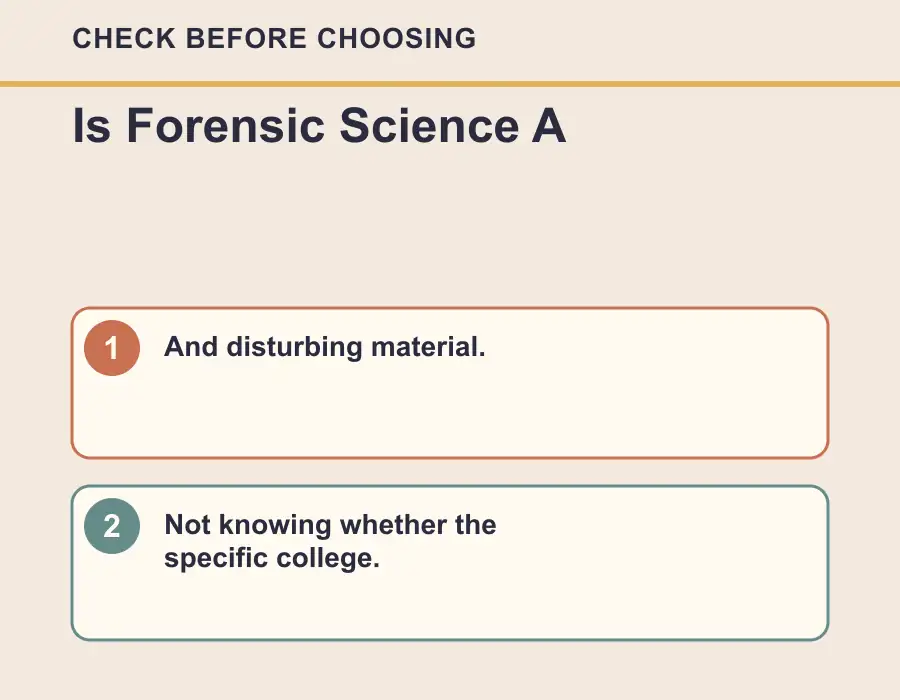 CHECK BEFORE CHOOSING
Is Forensic Science A
1
And disturbing material.
2
Not knowing whether the
specific college.